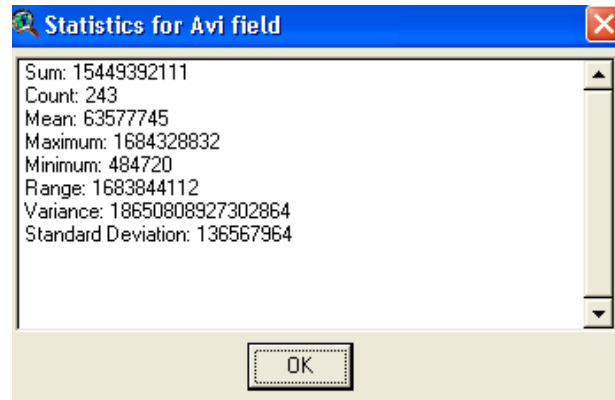 Statistics for Avi field
Sum: 15449392111
Count: 243
Mean: 63577745
Maximum: 1684328832
Minimum: 484720
Range: 1683844112
Variance: 18650808927302864
Standard Deviation: 136567964
OK